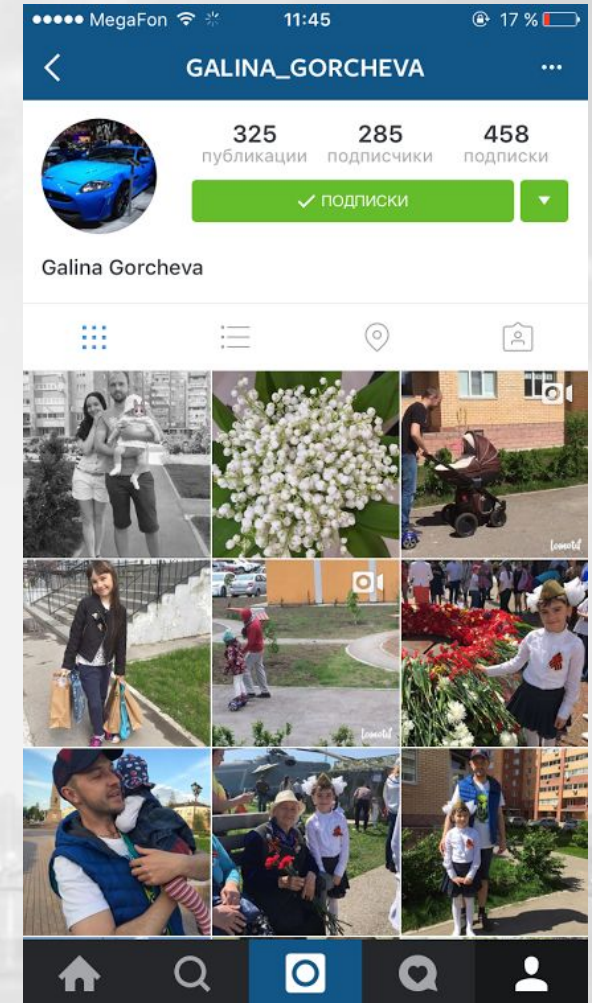 MegaFon 11:45 17 %
GALINA_GORCHEVA
325 285 458
публикации подписчики подписки
ПОДПИСКИ
Galina Gorcheva